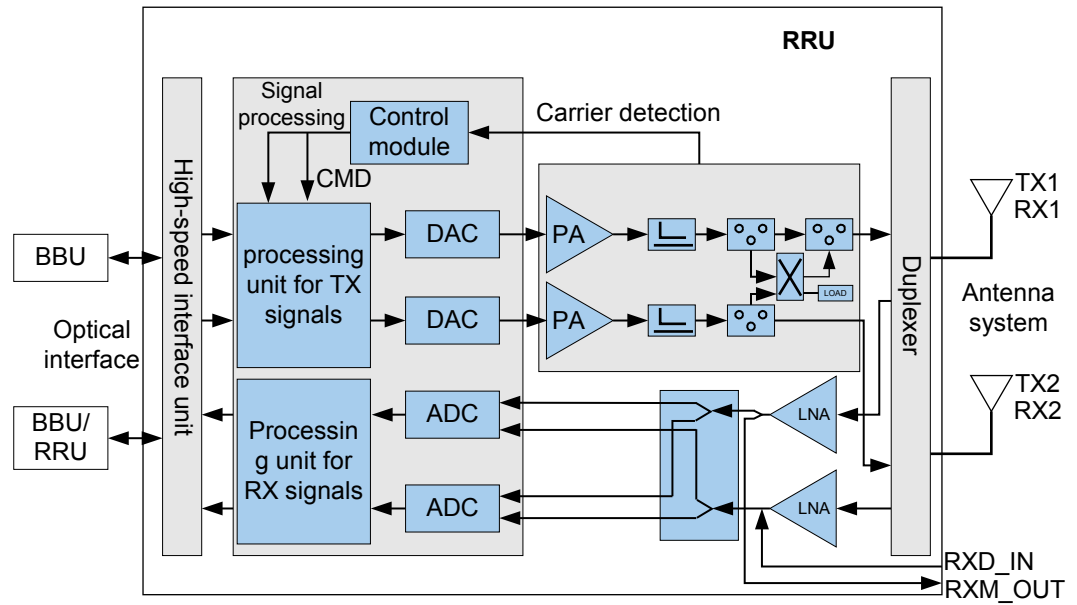 RRU
Signal
processing
Control
module
Carrier detection
CMD
TX1
RX1
High-speed interface unit
BBU
processing
unit for TX
signals
DAC
PA
LOAD
Duplexer
Antenna
system
Optical
interface
DAC
PA
TX2
RX2
BBU/
RRU
Processin
g unit for
RX signals
ADC
LNA
ADC
LNA
RXD_IN
RXM_OUT